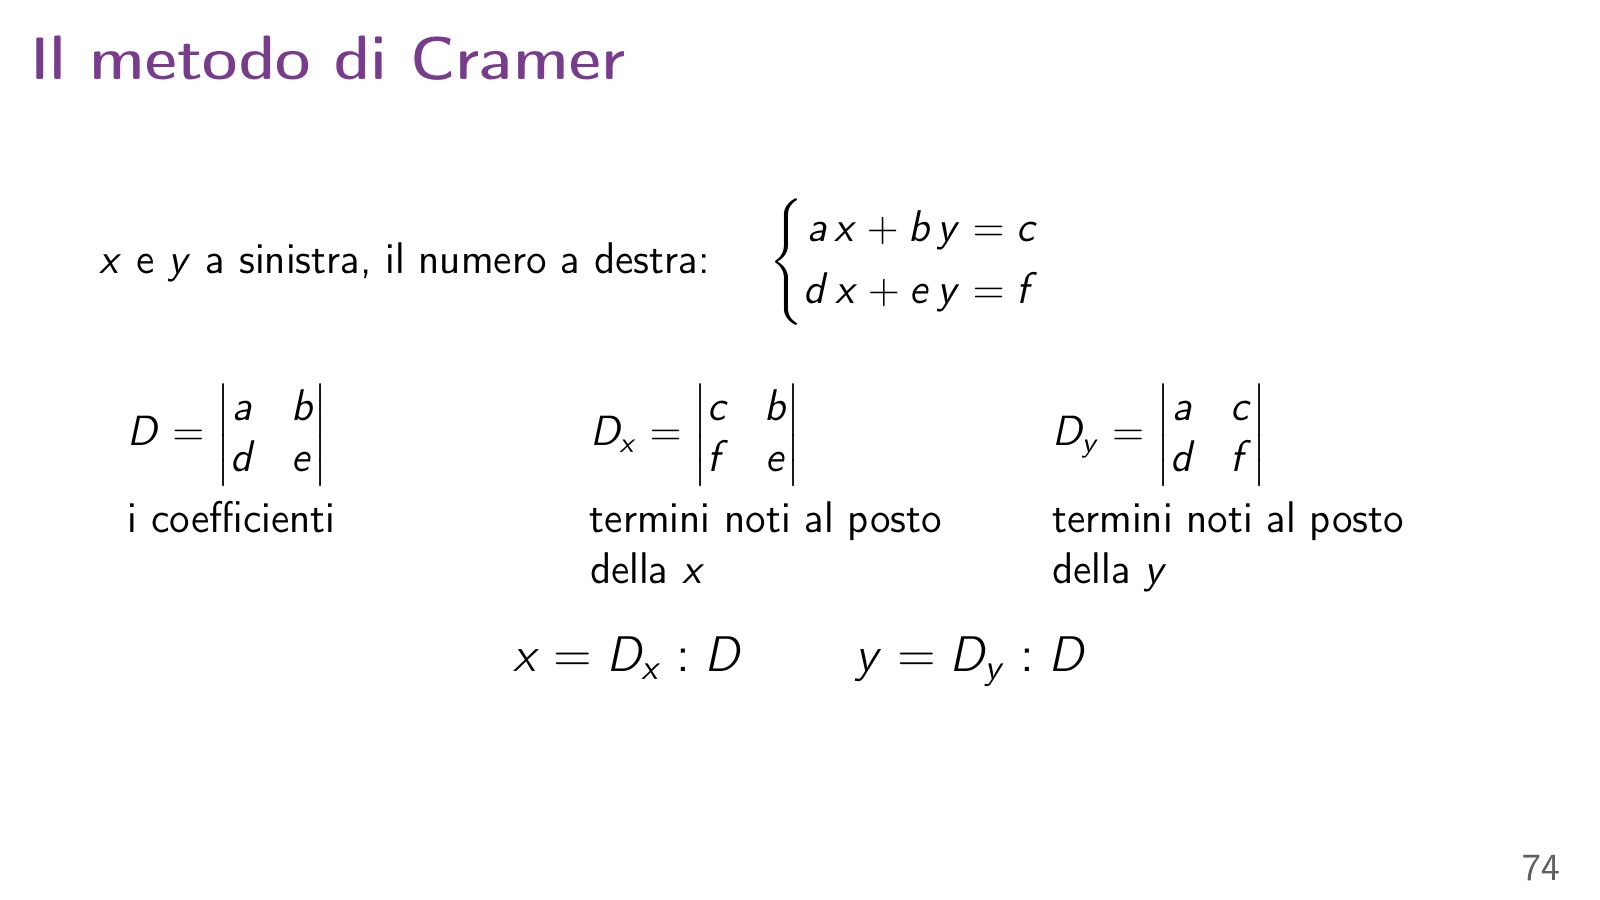 Il metodo di Cramer
x e y a sinistra, il numero a destra: { a x + b y = c
d x + e y = f
D = | a b |
| d e |
i coefficienti
D_x = | c b |
| f e |
termini noti al posto
della x
D_y = | a c |
| d f |
termini noti al posto
della y
x = D_x : D y = D_y : D
74